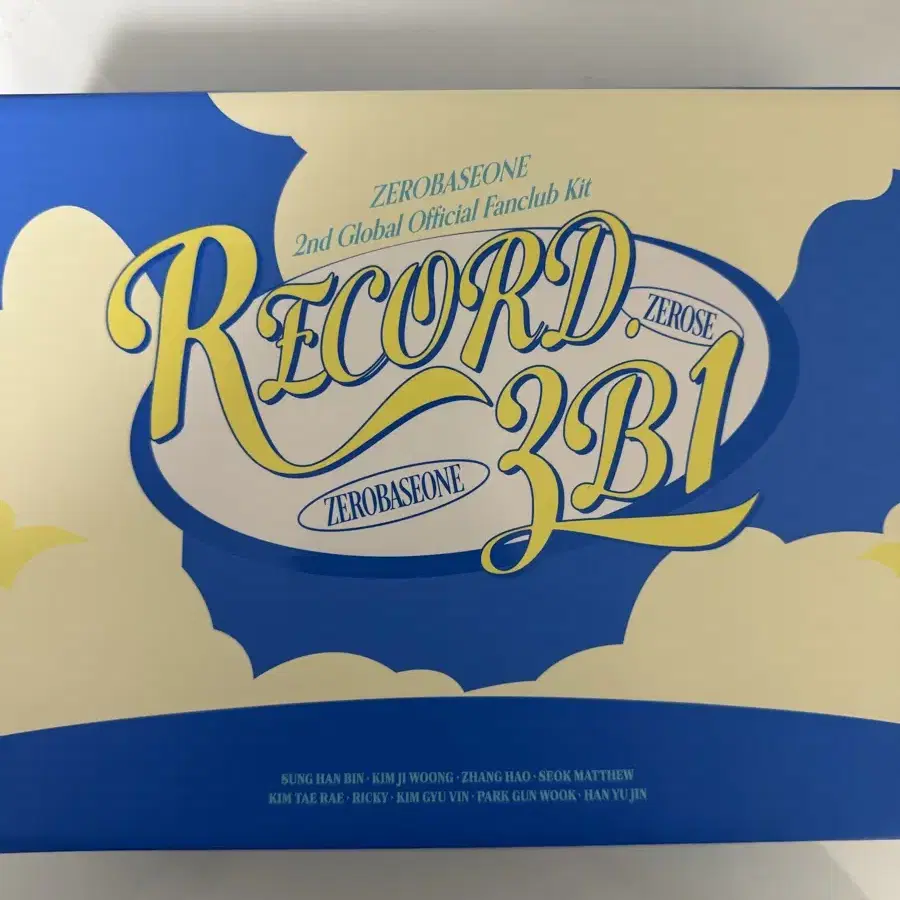 ZEROBASEONE
2nd Global Official Fanclub Kit
RECORD.
ZEROSE
ZB1
ZEROBASEONE
SUNG HAN BIN · KIM JI WOONG · ZHANG HAO · SEOK MATTHEW
KIM TAE RAE · RICKY · KIM GYU VIN · PARK GUN WOOK · HAN YU JIN